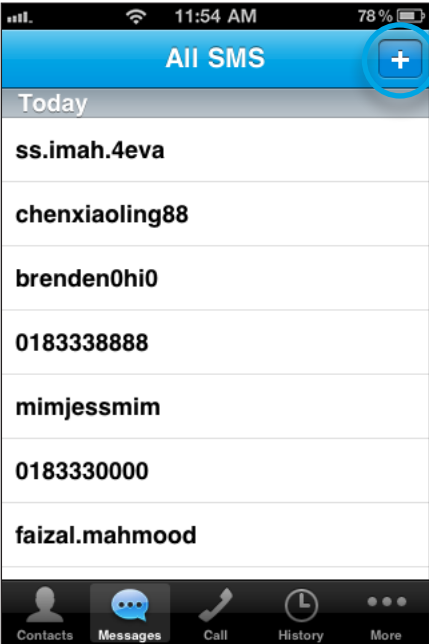 11:54 AM 78%
All SMS
+
Today
ss.imah.4eva
chenxiaoling88
brenden0hi0
0183338888
mimjessmim
0183330000
faizal.mahmood
Contacts Messages Call History More